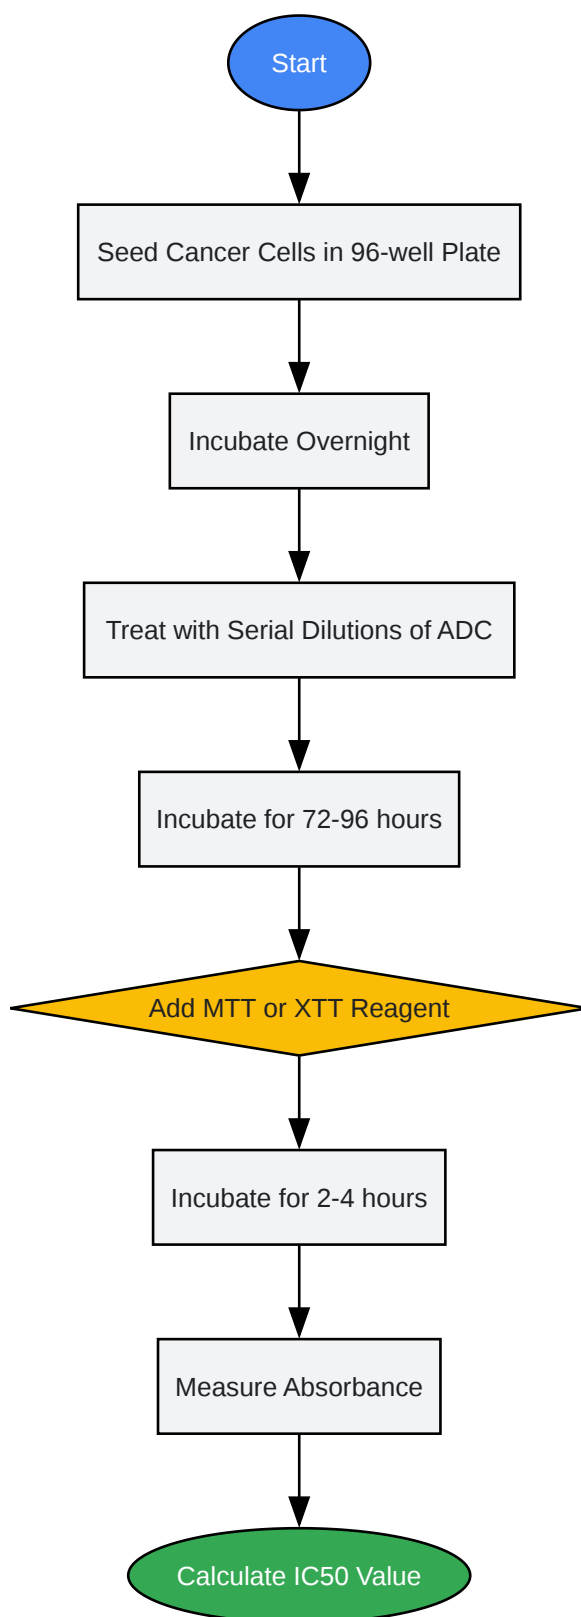 Start
Seed Cancer Cells in 96-well Plate
Incubate Overnight
Treat with Serial Dilutions of ADC
Incubate for 72-96 hours
Add MTT or XTT Reagent
Incubate for 2-4 hours
Measure Absorbance
Calculate IC50 Value